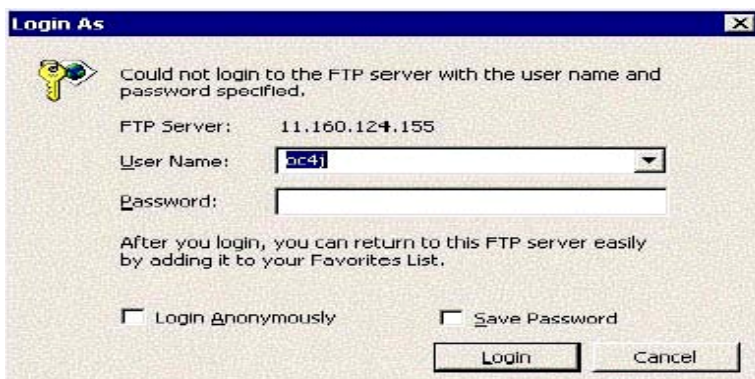 Login As
Could not login to the FTP server with the user name and
password specified.
FTP Server: 11.160.124.155
User Name: oc4j
Password:
After you login, you can return to this FTP server easily
by adding it to your Favorites List.
Login Anonymously Save Password
Login Cancel